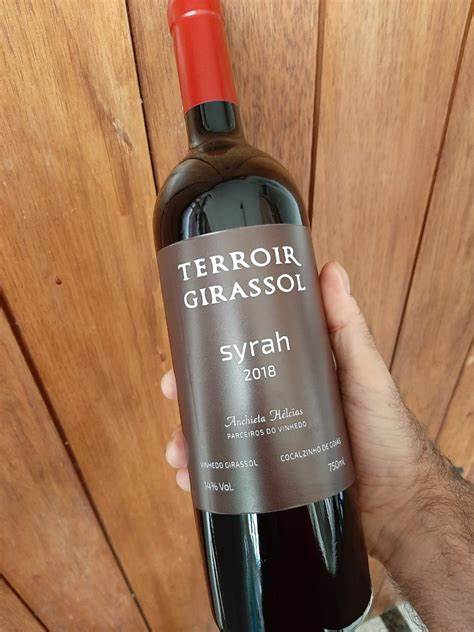 TERROIR
GIRASSOL
syrah
2018
Anchieta Hélcias
PARCEIROS DO VINHEDO
VINHEDO GIRASSOL
COCALZINHO DE GOIÁS
14% Vol.
750ml